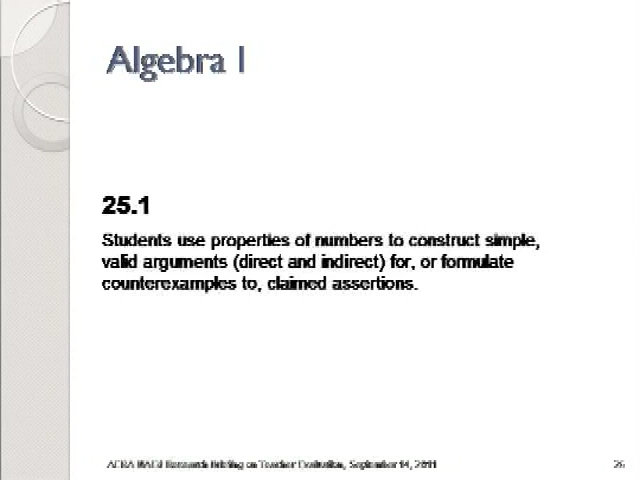 Algebra I
25.1
Students use properties of numbers to construct simple,
valid arguments (direct and indirect) for, or formulate
counterexamples to, claimed assertions.
AERA NAEd Research Briefing on Teacher Evaluation, September 14, 2011
26